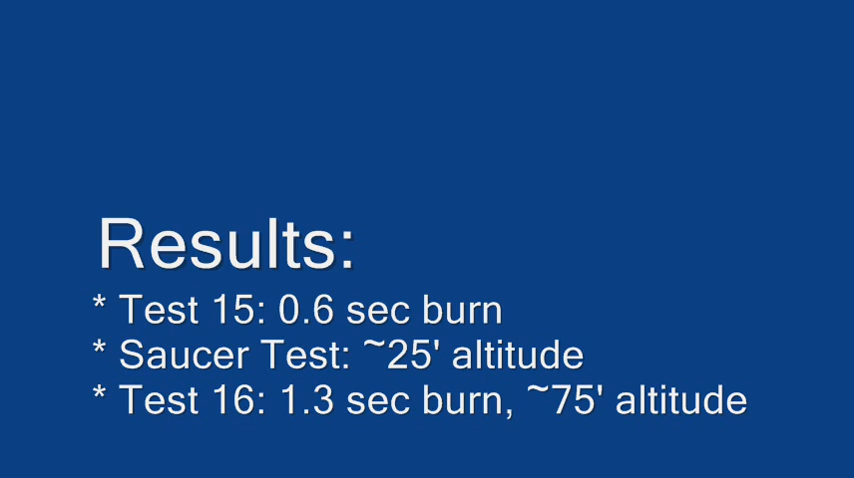 Results:
* Test 15: 0.6 sec burn
* Saucer Test: ~25' altitude
* Test 16: 1.3 sec burn, ~75' altitude